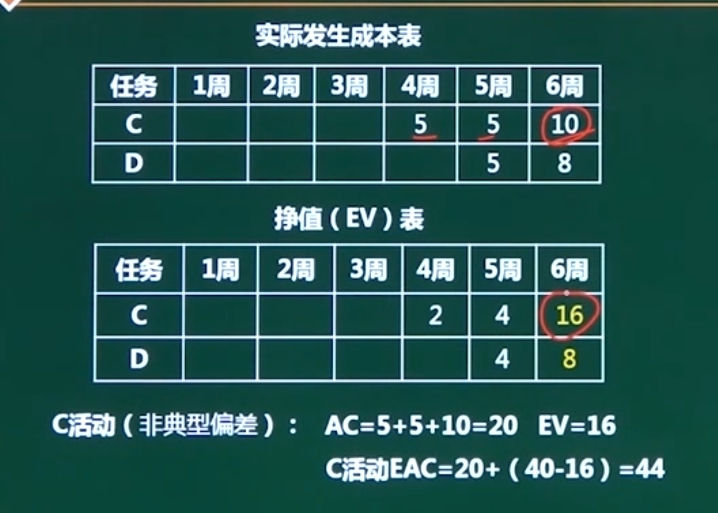 实际发生成本表
任务 1周 2周 3周 4周 5周 6周
C 5 5 10
D 5 8
挣值（EV）表
任务 1周 2周 3周 4周 5周 6周
C 2 4 16
D 4 8
C活动（非典型偏差）： AC=5+5+10=20 EV=16
C活动EAC=20+（40-16）=44